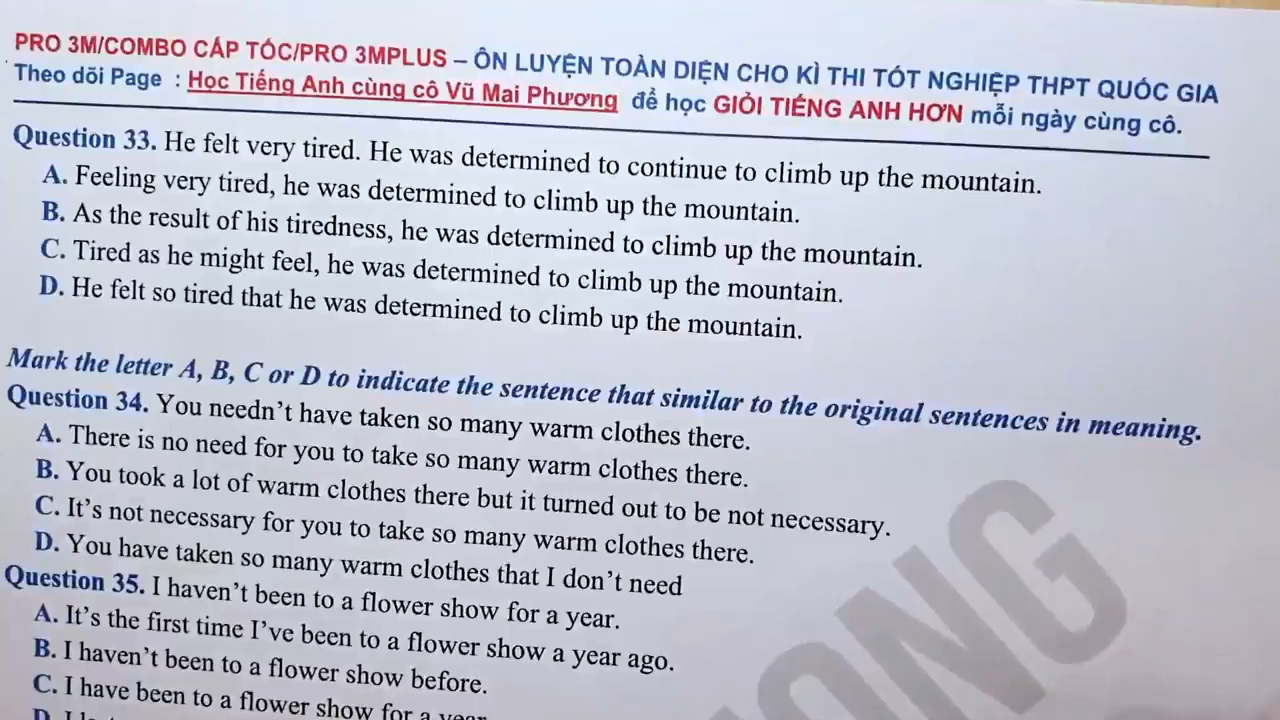 PRO 3M/COMBO CẤP TỐC/PRO 3MPLUS – ÔN LUYỆN TOÀN DIỆN CHO KÌ THI TỐT NGHIỆP THPT QUỐC GIA
Theo dõi Page : Học Tiếng Anh cùng cô Vũ Mai Phương để học GIỎI TIẾNG ANH HƠN mỗi ngày cùng cô.
Question 33. He felt very tired. He was determined to continue to climb up the mountain.
A. Feeling very tired, he was determined to climb up the mountain.
B. As the result of his tiredness, he was determined to climb up the mountain.
C. Tired as he might feel, he was determined to climb up the mountain.
D. He felt so tired that he was determined to climb up the mountain.
Mark the letter A, B, C or D to indicate the sentence that similar to the original sentences in meaning.
Question 34. You needn't have taken so many warm clothes there.
A. There is no need for you to take so many warm clothes there.
B. You took a lot of warm clothes there but it turned out to be not necessary.
C. It's not necessary for you to take so many warm clothes there.
D. You have taken so many warm clothes that I don't need
Question 35. I haven't been to a flower show for a year.
A. It's the first time I've been to a flower show a year ago.
B. I haven't been to a flower show before.
C. I have been to a flower show for a year
D. I